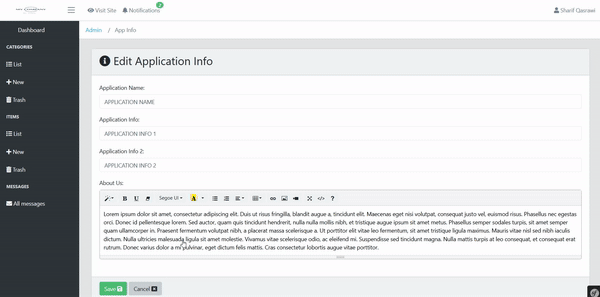 Visit Site
Notifications
2
Sharif Qasrawi
Dashboard
CATEGORIES
List
New
Trash
ITEMS
List
New
Trash
MESSAGES
All messages
Admin / App Info
Edit Application Info
Application Name:
APPLICATION NAME
Application Info:
APPLICATION INFO 1
Application Info 2:
APPLICATION INFO 2
About Us:
B U Segoe UI A </> ?
Lorem ipsum dolor sit amet, consectetur adipiscing elit. Duis ut risus fringilla, blandit augue a, tincidunt elit. Maecenas eget nisi volutpat, consequat justo vel, euismod risus. Phasellus nec egestas
orci. Donec id pellentesque lorem. Sed auctor, quam quis tincidunt hendrerit, nulla nulla mollis nibh, et tristique augue ipsum sit amet metus. Phasellus semper sodales turpis, sit amet semper
quam ullamcorper in. Praesent fermentum volutpat nibh, a placerat massa scelerisque a. Ut porttitor elit vitae leo fermentum, sit amet tristique ligula maximus. Mauris vitae nisl sed nibh iaculis
dictum. Nulla ultricies malesuada ligula sit amet molestie. Vivamus vitae scelerisque odio, ac eleifend mi. Suspendisse sed tincidunt magna. Nulla mattis turpis at leo consequat, et consequat erat
rutrum. Donec varius dolor a mi pulvinar, eget dictum felis mattis. Cras consectetur lobortis augue vitae porttitor.
Save
Cancel